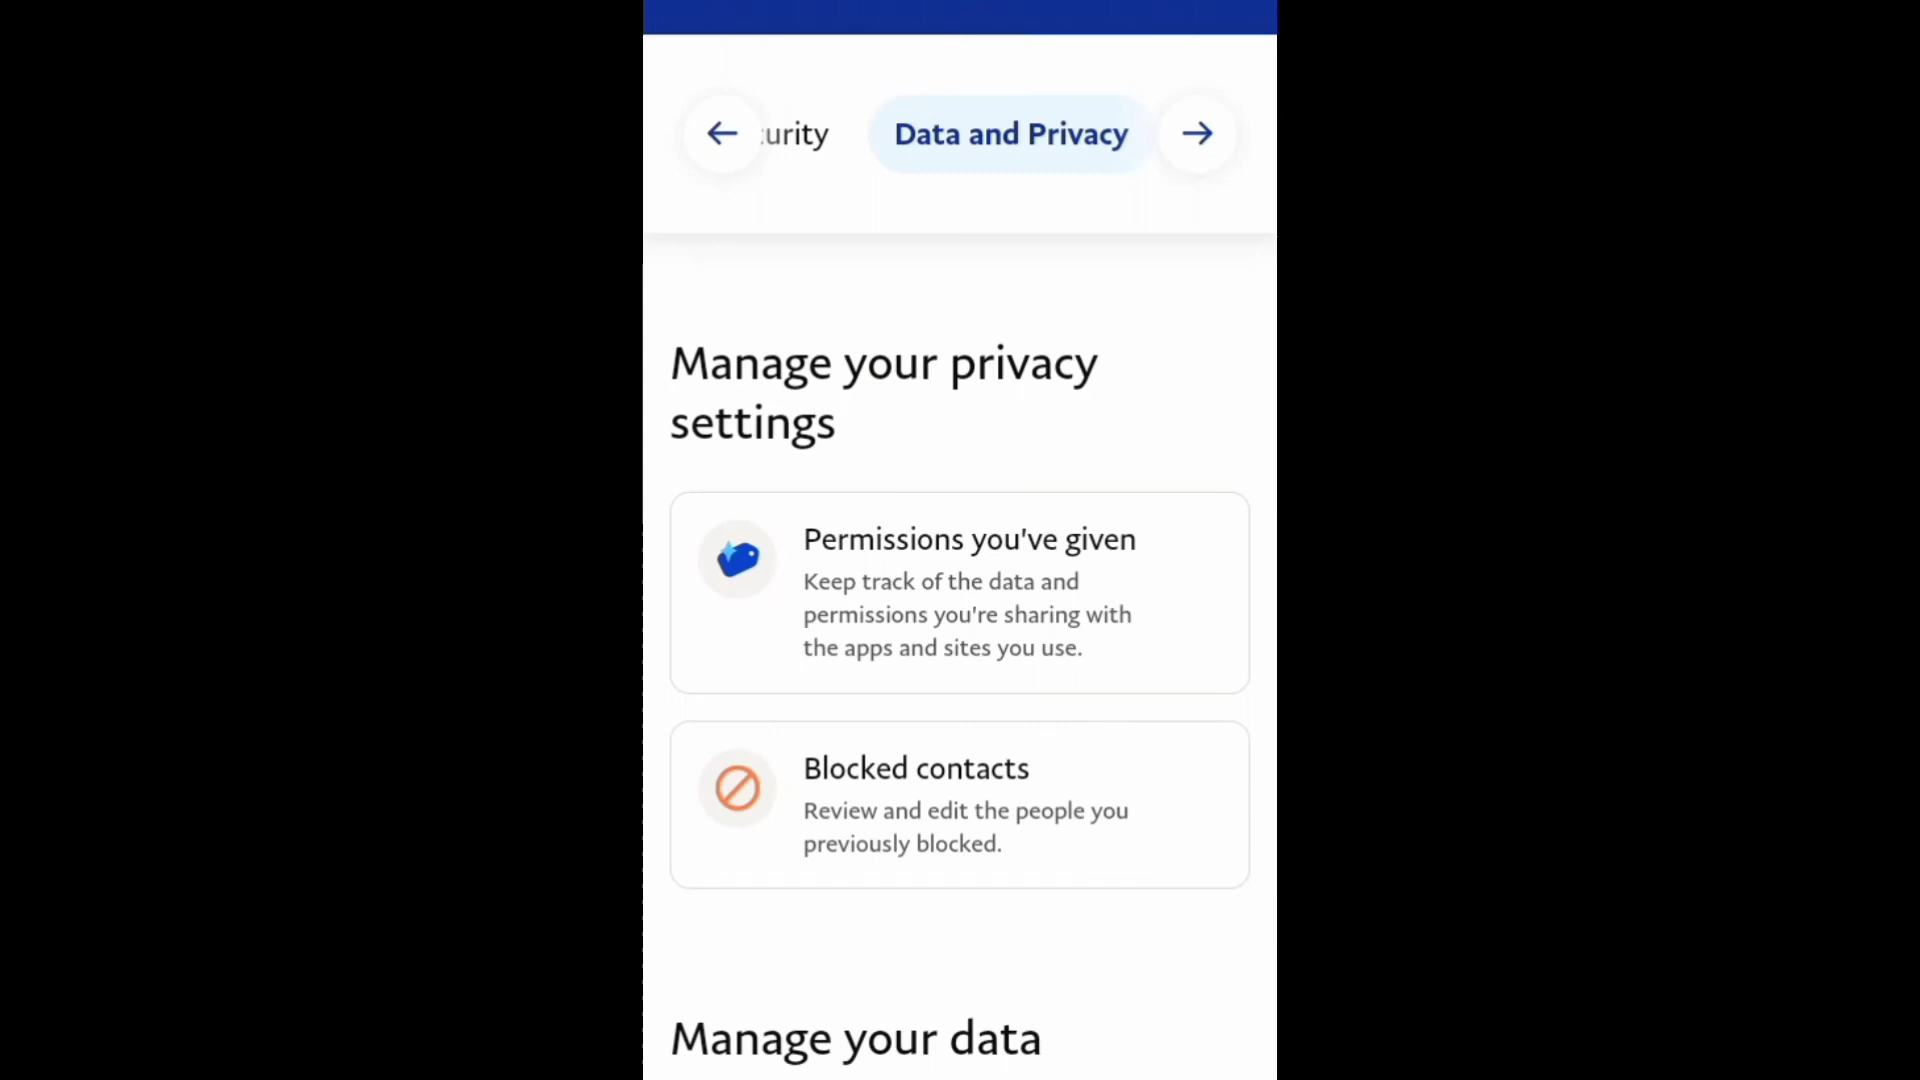 urity
Data and Privacy
Manage your privacy
settings
Permissions you've given
Keep track of the data and
permissions you're sharing with
the apps and sites you use.
Blocked contacts
Review and edit the people you
previously blocked.
Manage your data